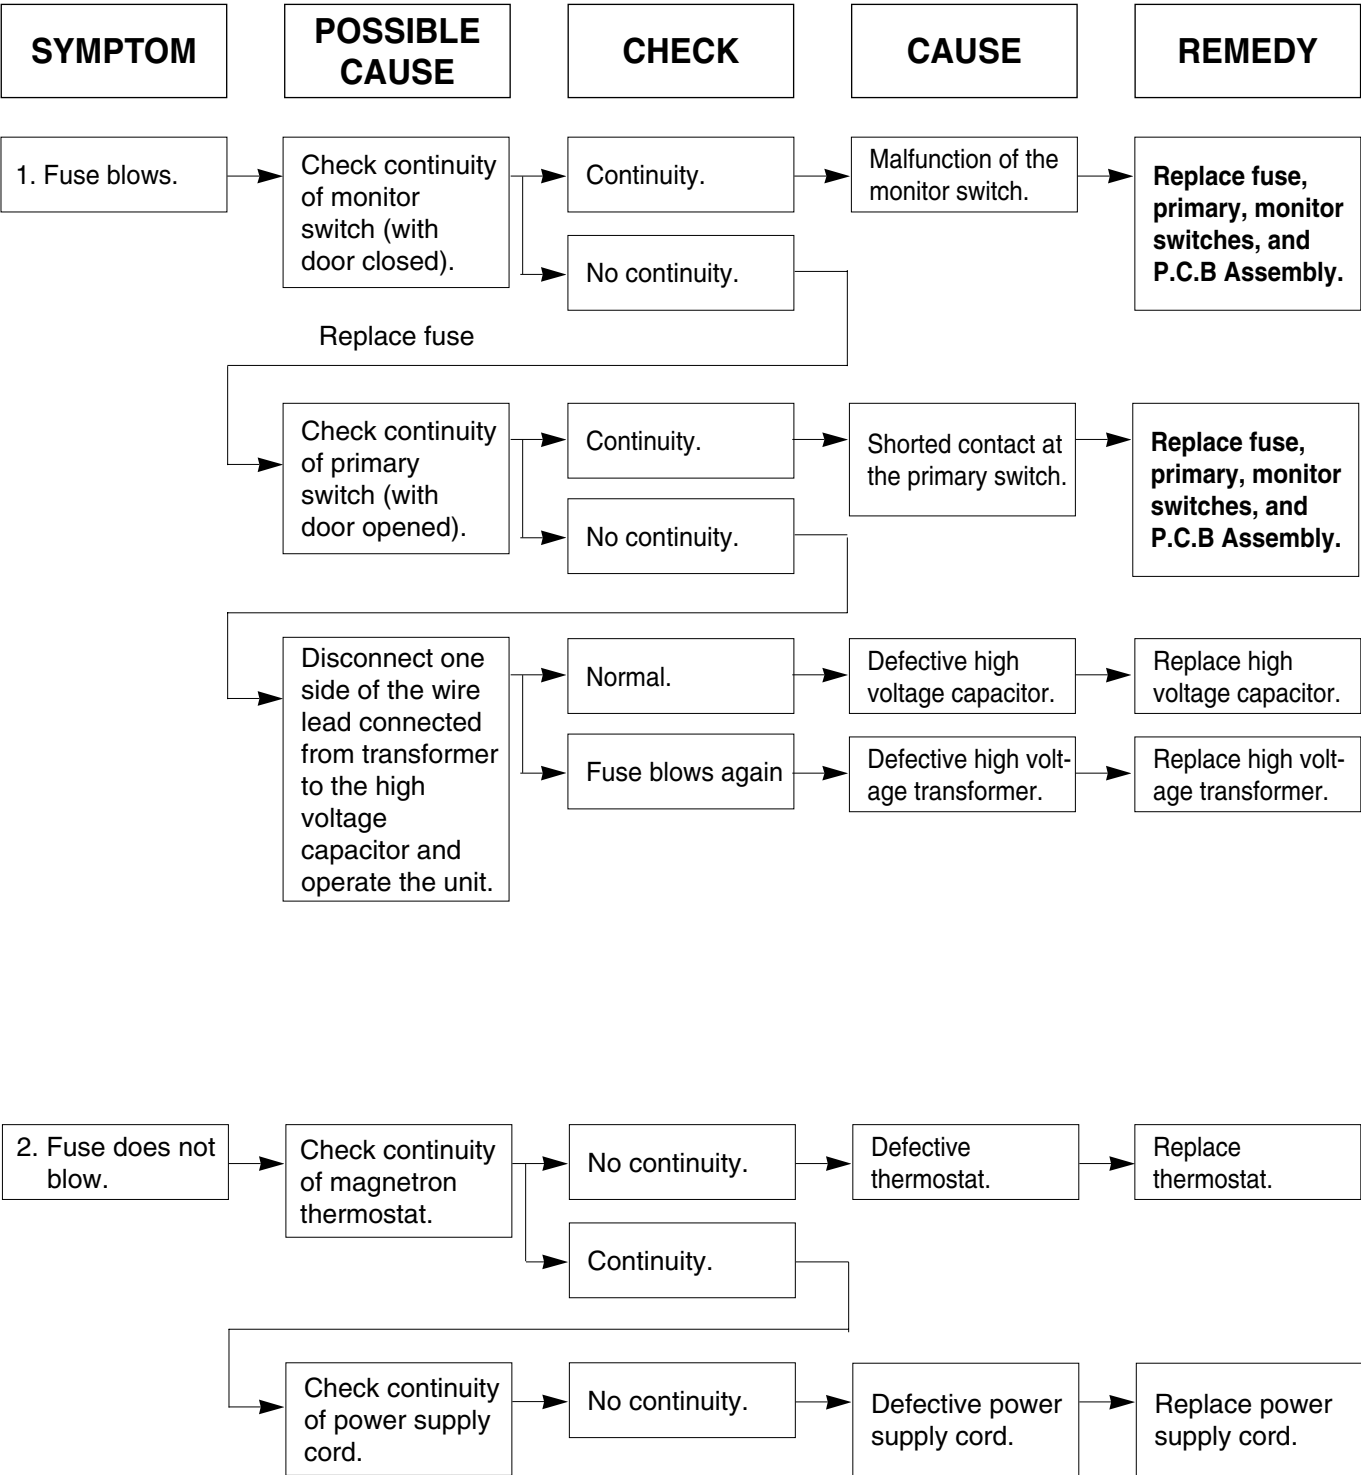 SYMPTOM
POSSIBLE
CAUSE
CHECK
CAUSE
REMEDY
1. Fuse blows.
Check continuity
of monitor
switch (with
door closed).
Continuity.
Malfunction of the
monitor switch.
Replace fuse,
primary, monitor
switches, and
P.C.B Assembly.
No continuity.
Replace fuse
Check continuity
of primary
switch (with
door opened).
Continuity.
Shorted contact at
the primary switch.
Replace fuse,
primary, monitor
switches, and
P.C.B Assembly.
No continuity.
Disconnect one
side of the wire
lead connected
from transformer
to the high
voltage
capacitor and
operate the unit.
Normal.
Defective high
voltage capacitor.
Replace high
voltage capacitor.
Fuse blows again
Defective high volt-
age transformer.
Replace high volt-
age transformer.
2. Fuse does not
blow.
Check continuity
of magnetron
thermostat.
No continuity.
Defective
thermostat.
Replace
thermostat.
Continuity.
Check continuity
of power supply
cord.
No continuity.
Defective power
supply cord.
Replace power
supply cord.